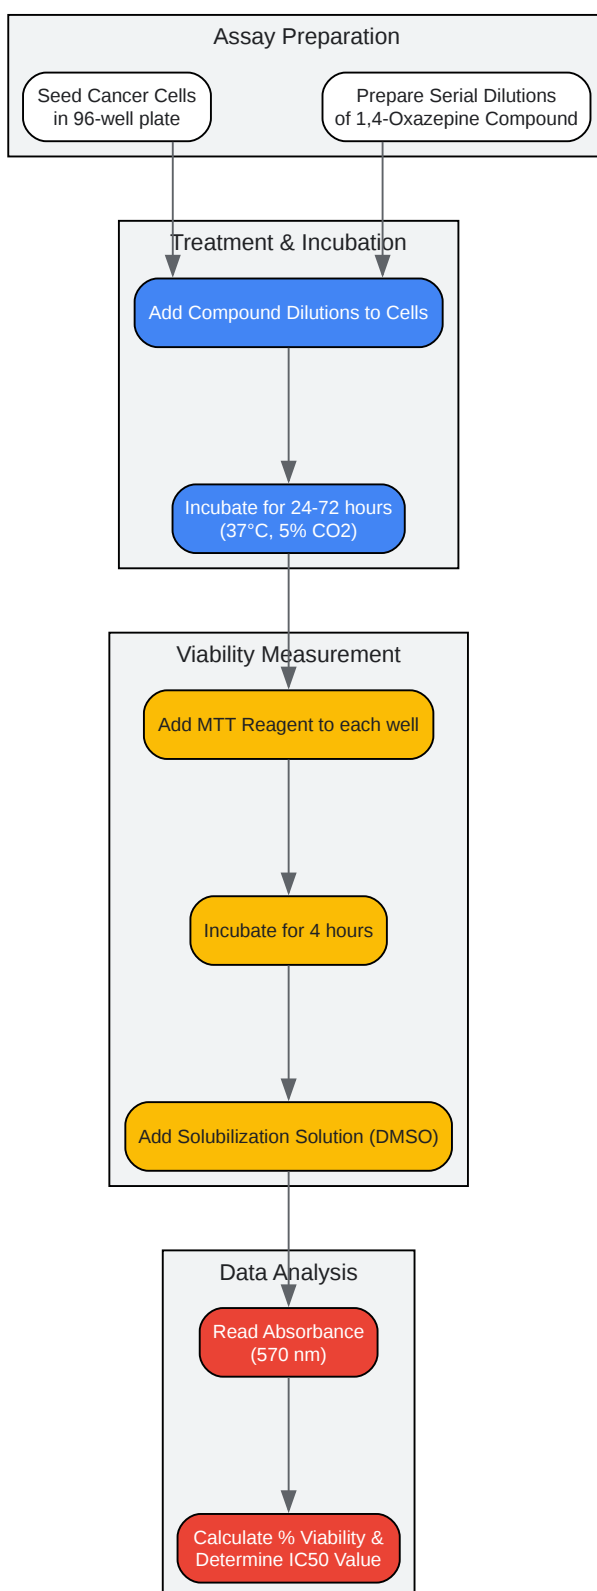 Assay Preparation
Seed Cancer Cells
in 96-well plate
Prepare Serial Dilutions
of 1,4-Oxazepine Compound
Treatment & Incubation
Add Compound Dilutions to Cells
Incubate for 24-72 hours
(37°C, 5% CO2)
Viability Measurement
Add MTT Reagent to each well
Incubate for 4 hours
Add Solubilization Solution (DMSO)
Data Analysis
Read Absorbance
(570 nm)
Calculate % Viability &
Determine IC50 Value